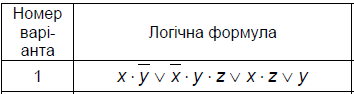 Номер
варі-
анта
Логічна формула
1
x · y̅ ∨ x̅ · y · z ∨ x · z ∨ y